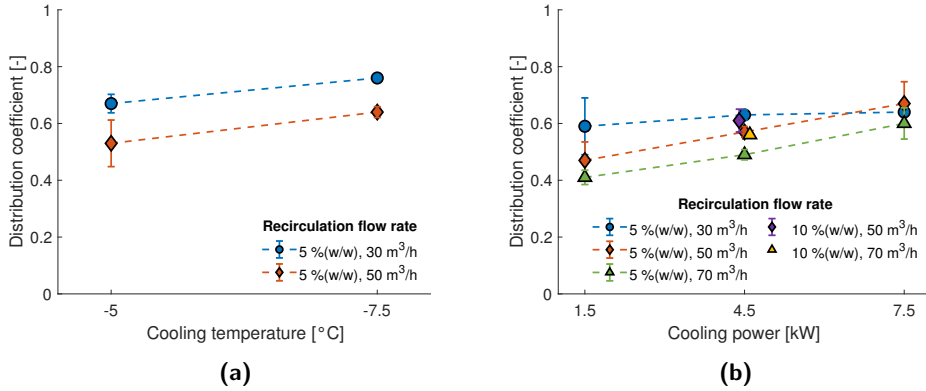 1
0.8
0.6
0.4
0.2
0
Distribution coefficient [-]
Recirculation flow rate
5 %(w/w), 30 m³/h
5 %(w/w), 50 m³/h
-5
-7.5
Cooling temperature [°C]
(a)
1
0.8
0.6
0.4
0.2
0
Distribution coefficient [-]
Recirculation flow rate
5 %(w/w), 30 m³/h
5 %(w/w), 50 m³/h
5 %(w/w), 70 m³/h
10 %(w/w), 50 m³/h
10 %(w/w), 70 m³/h
1.5
4.5
7.5
Cooling power [kW]
(b)